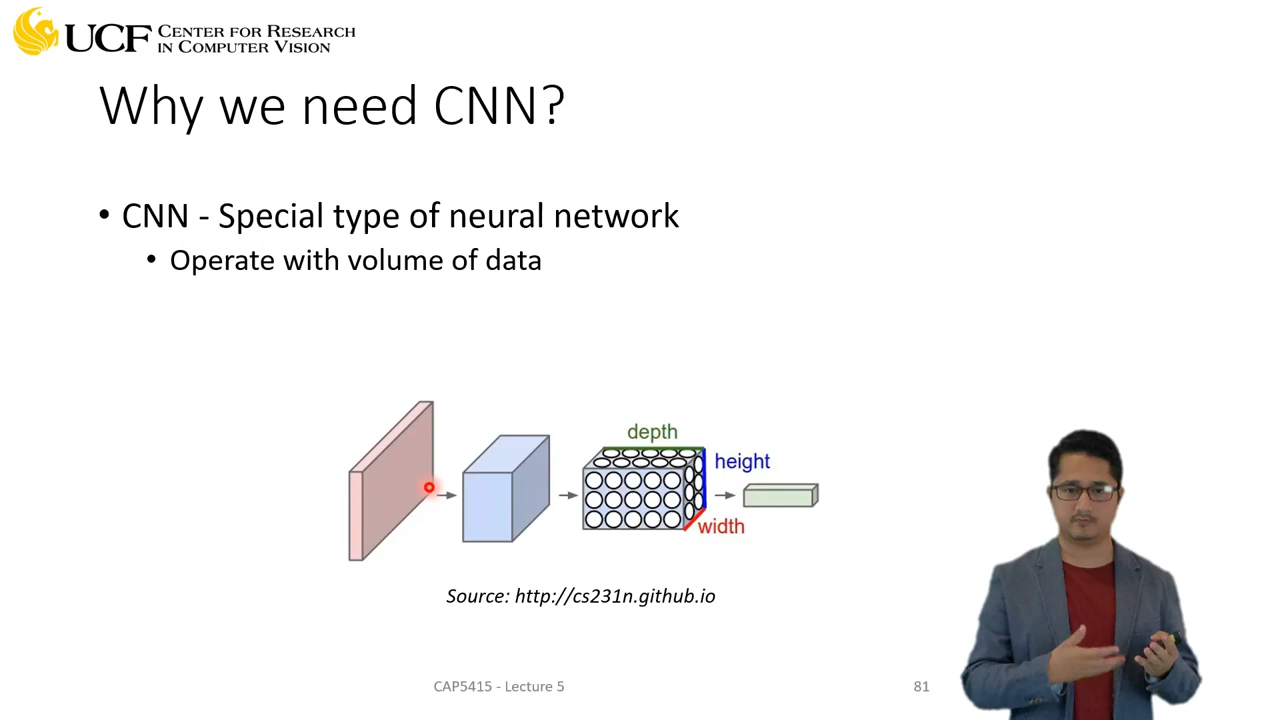 UCF CENTER FOR RESEARCH
IN COMPUTER VISION
Why we need CNN?
• CNN - Special type of neural network
• Operate with volume of data
depth
height
width
Source: http://cs231n.github.io
CAP5415 - Lecture 5
81